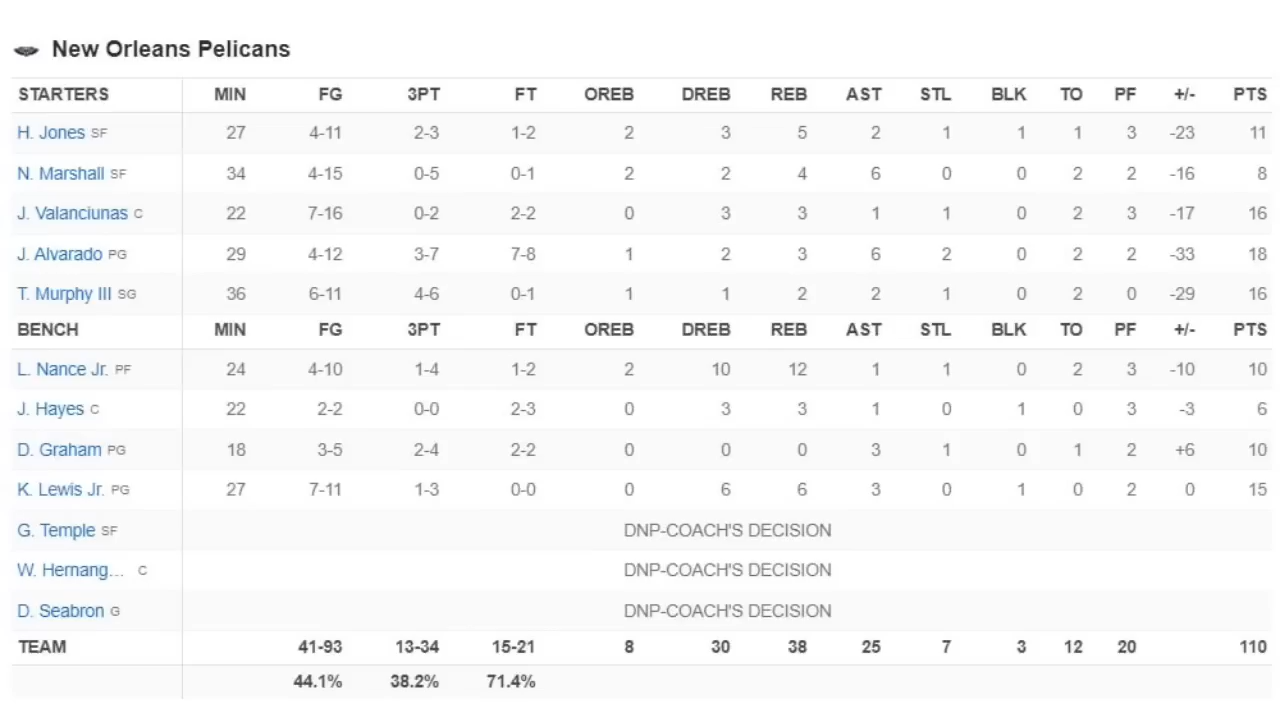 New Orleans Pelicans
STARTERS MIN FG 3PT FT OREB DREB REB AST STL BLK TO PF +/- PTS
H. Jones SF 27 4-11 2-3 1-2 2 3 5 2 1 1 1 3 -23 11
N. Marshall SF 34 4-15 0-5 0-1 2 2 4 6 0 0 2 2 -16 8
J. Valanciunas C 22 7-16 0-2 2-2 0 3 3 1 1 0 2 3 -17 16
J. Alvarado PG 29 4-12 3-7 7-8 1 2 3 6 2 0 2 2 -33 18
T. Murphy III SG 36 6-11 4-6 0-1 1 1 2 2 1 0 2 0 -29 16
BENCH MIN FG 3PT FT OREB DREB REB AST STL BLK TO PF +/- PTS
L. Nance Jr. PF 24 4-10 1-4 1-2 2 10 12 1 1 0 2 3 -10 10
J. Hayes C 22 2-2 0-0 2-3 0 3 3 1 0 1 0 3 -3 6
D. Graham PG 18 3-5 2-4 2-2 0 0 0 3 1 0 1 2 +6 10
K. Lewis Jr. PG 27 7-11 1-3 0-0 0 6 6 3 0 1 0 2 0 15
G. Temple SF DNP-COACH'S DECISION
W. Hernang... C DNP-COACH'S DECISION
D. Seabron G DNP-COACH'S DECISION
TEAM 41-93 13-34 15-21 8 30 38 25 7 3 12 20 110
44.1% 38.2% 71.4%